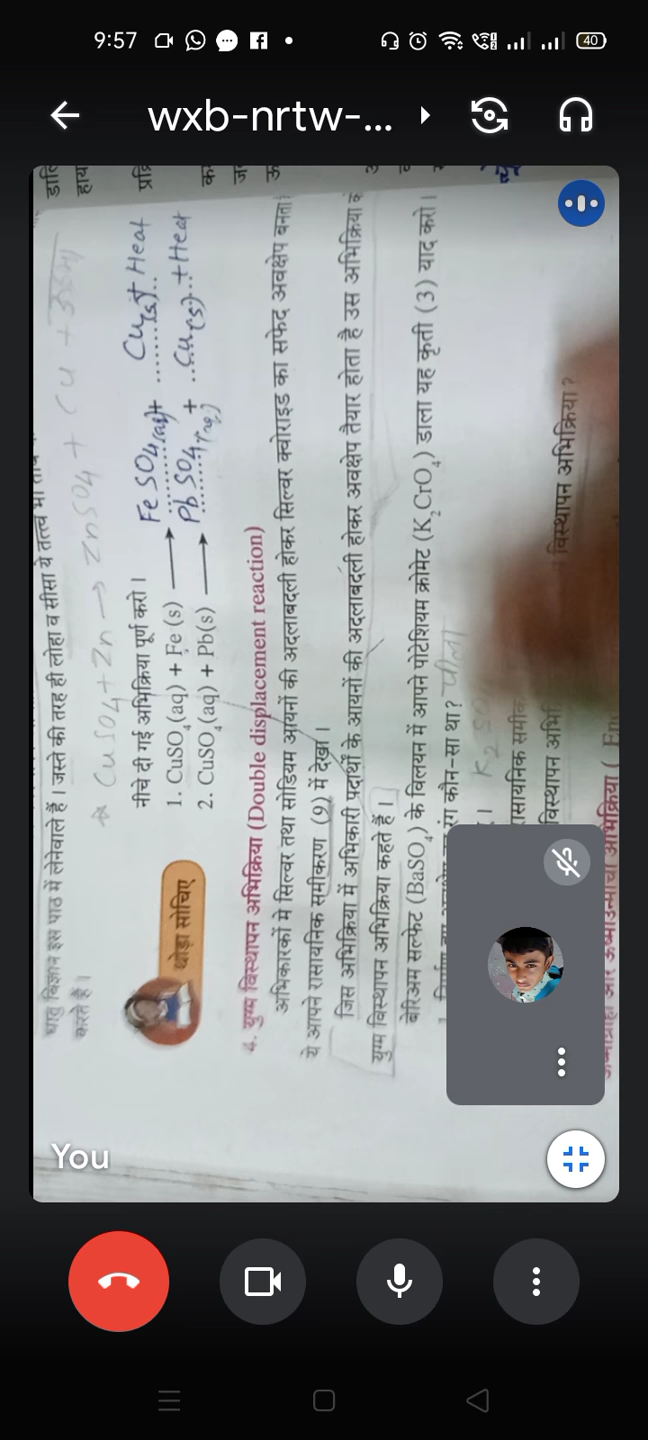 9:57
40
wxb-nrtw-...
धातु विज्ञान इस पाठ में लेनेवाले हैं । जस्ते की तरह ही लोहा व सीसा ये तत्त्व भी
करते हैं ।
CuSO4+Zn → ZnSO4 + Cu +
थोड़ा सोचिए
नीचे दी गई अभिक्रिया पूर्ण करो ।
1. CuSO4(aq) + Fe (s) → FeSO4(aq)+ Cu(s)+ Heat
2. CuSO4(aq) + Pb(s) → PbSO4(aq) + Cu(s)+Heat
4. युग्म विस्थापन अभिक्रिया (Double displacement reaction)
अभिकारकों में सिल्वर तथा सोडियम आयनों की अदलाबदली होकर सिल्वर क्लोराइड का सफेद अवक्षेप बनता
ये आपने रासायनिक समीकरण (9) में देखा ।
जिस अभिक्रिया में अभिकारी पदार्थों के आयनों की अदलाबदली होकर अवक्षेप तैयार होता है उस अभिक्रिया
युग्म विस्थापन अभिक्रिया कहते हैं ।
बेरिअम सल्फेट (BaSO4) के विलयन में आपने पोटेशियम क्रोमेट (K2CrO4) डाला यह कृती (3) याद करो ।
रंग कौन-सा था? पीला
रासायनिक
विस्थापन विस्थापन अभिक्रिया?
You